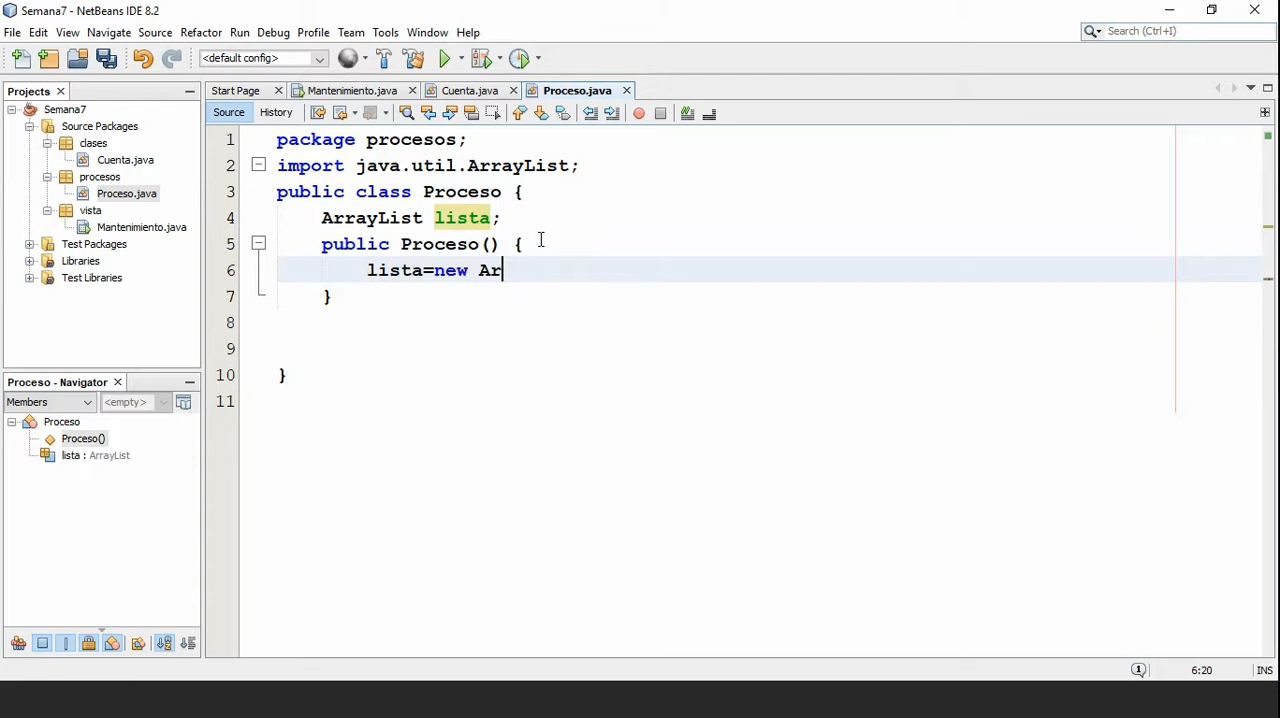 Semana7 - NetBeans IDE 8.2
File Edit View Navigate Source Refactor Run Debug Profile Team Tools Window Help
Search (Ctrl+I)
<default config>
Projects
Start Page Mantenimiento.java Cuenta.java Proceso.java
Source History
Semana7
Source Packages
clases
Cuenta.java
procesos
Proceso.java
vista
Mantenimiento.java
Test Packages
Libraries
Test Libraries
1 package procesos;
2 import java.util.ArrayList;
3 public class Proceso {
4 ArrayList lista;
5 public Proceso() {
6 lista=new Ar
7 }
8
9
10 }
11
Proceso - Navigator
Members <empty>
Proceso
Proceso()
lista : ArrayList
1 6:20 INS